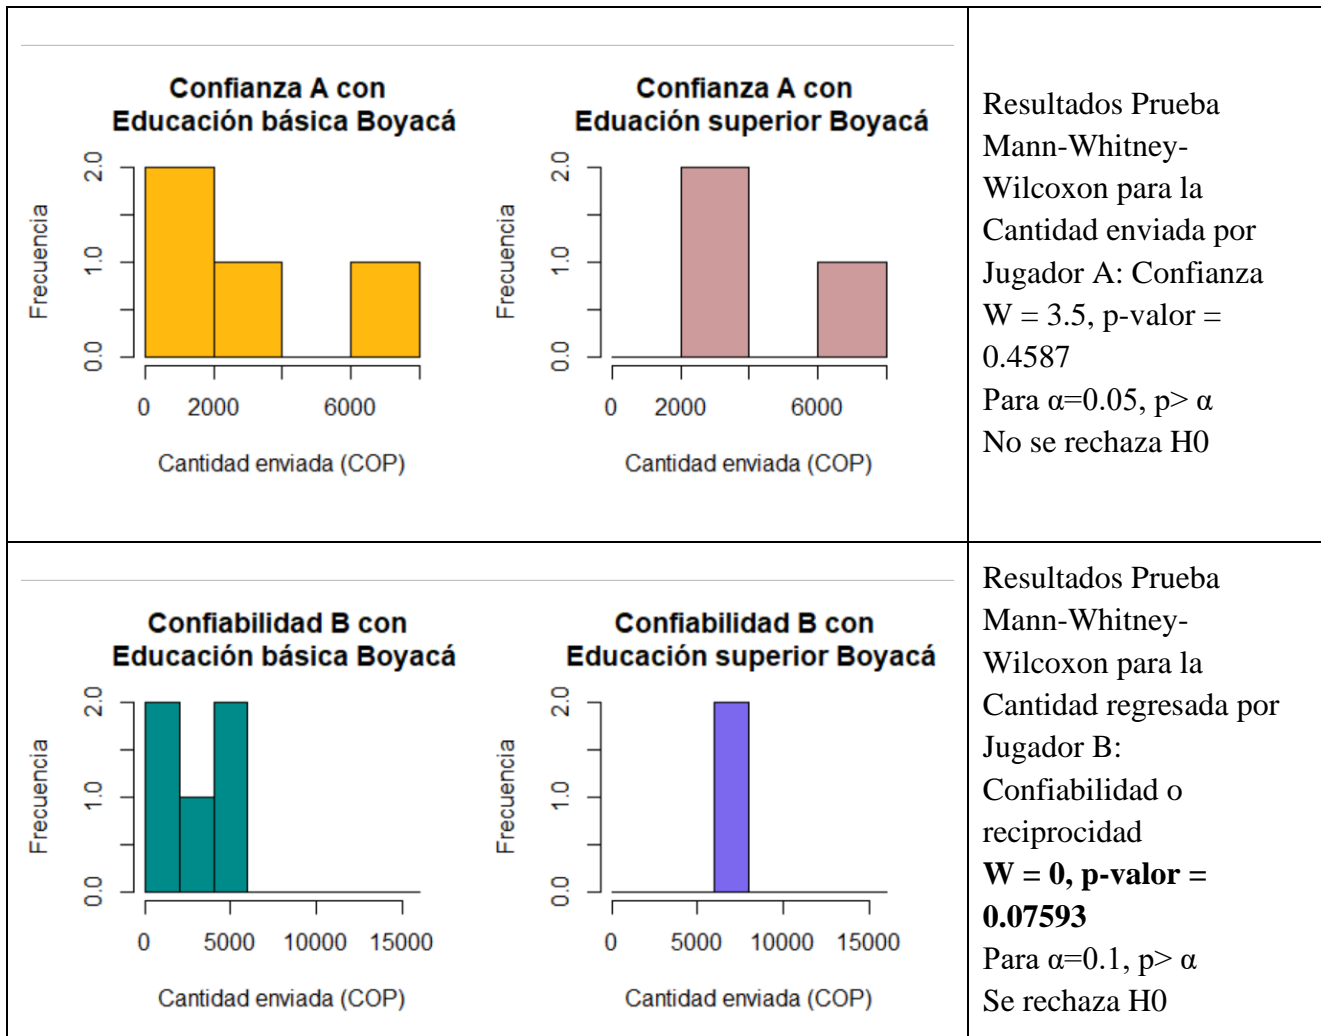 Confianza A con
Educación básica Boyacá
Frecuencia
2.0
1.0
0.0
0
2000
6000
Cantidad enviada (COP)
Confianza A con
Eduación superior Boyacá
Frecuencia
2.0
1.0
0.0
0
2000
6000
Cantidad enviada (COP)
Resultados Prueba
Mann-Whitney-
Wilcoxon para la
Cantidad enviada por
Jugador A: Confianza
W = 3.5, p-valor =
0.4587
Para α=0.05, p> α
No se rechaza H0
Confiabilidad B con
Educación básica Boyacá
Frecuencia
2.0
1.0
0.0
0
5000
10000
15000
Cantidad enviada (COP)
Confiabilidad B con
Educación superior Boyacá
Frecuencia
2.0
1.0
0.0
0
5000
10000
15000
Cantidad enviada (COP)
Resultados Prueba
Mann-Whitney-
Wilcoxon para la
Cantidad regresada por
Jugador B:
Confiabilidad o
reciprocidad
W = 0, p-valor =
0.07593
Para α=0.1, p> α
Se rechaza H0